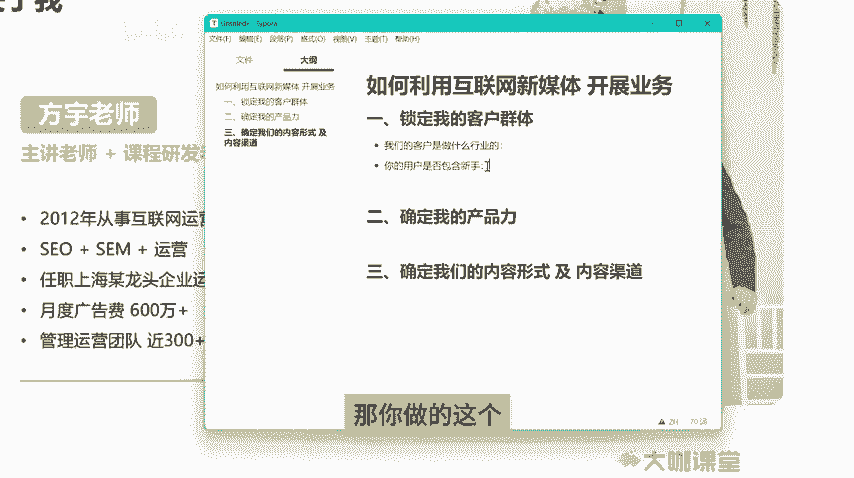 于我
Untitled - Typora
文件(F) 编辑(E) 段落(P) 格式(O) 视图(V) 主题(T) 帮助(H)
文件 大纲
如何利用互联网新媒体 开展业务
一、锁定我的客户群体
二、确定我的产品力
三、确定我们的内容形式 及
内容渠道
如何利用互联网新媒体 开展业务
一、锁定我的客户群体
我们的客户是做什么行业的:
你的用户是否包含新手:
二、确定我的产品力
三、确定我们的内容形式 及 内容渠道
方宇老师
主讲老师 + 课程研发
2012年从事互联网运营
SEO + SEM + 运营
任职上海某龙头企业运
月度广告费 600万+
管理运营团队 近300+
那你做的这个
ZH 70 词
大咖课堂